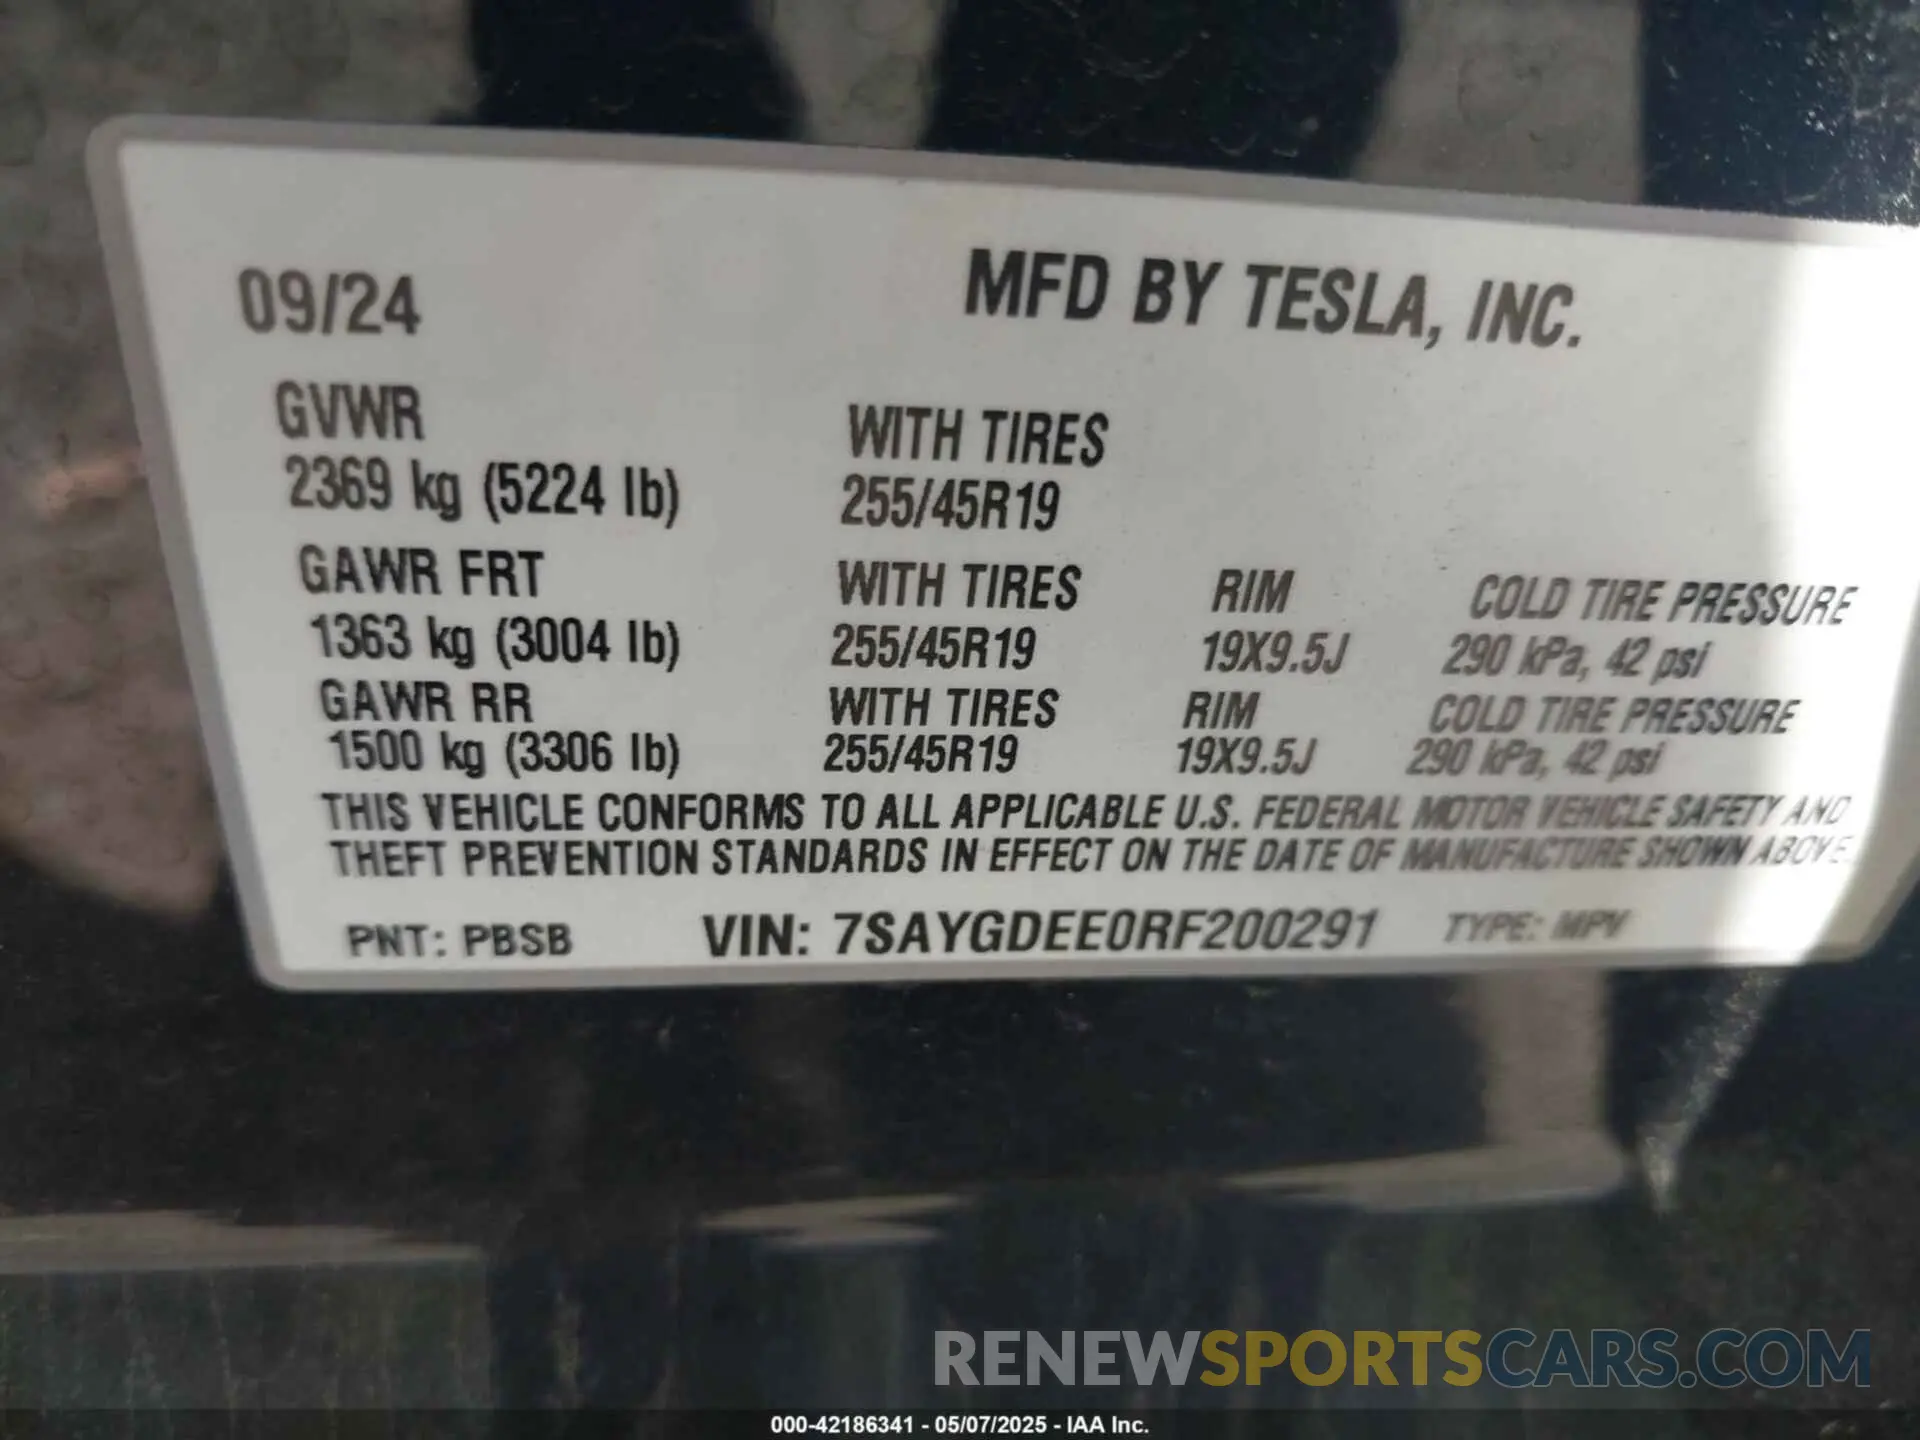 09/24 MFD BY TESLA, INC.
GVWR WITH TIRES
2369 kg (5224 lb) 255/45R19
GAWR FRT WITH TIRES RIM COLD TIRE PRESSURE
1363 kg (3004 lb) 255/45R19 19X9.5J 290 kPa, 42 psi
GAWR RR WITH TIRES RIM COLD TIRE PRESSURE
1500 kg (3306 lb) 255/45R19 19X9.5J 290 kPa, 42 psi
THIS VEHICLE CONFORMS TO ALL APPLICABLE U.S. FEDERAL MOTOR VEHICLE SAFETY AND
THEFT PREVENTION STANDARDS IN EFFECT ON THE DATE OF MANUFACTURE SHOWN ABOVE.
PNT: PBSB VIN: 7SAYGDEE0RF200291 TYPE: MPV
RENEWSPORTSCARS.COM
000-42186341 - 05/07/2025 - IAA Inc.